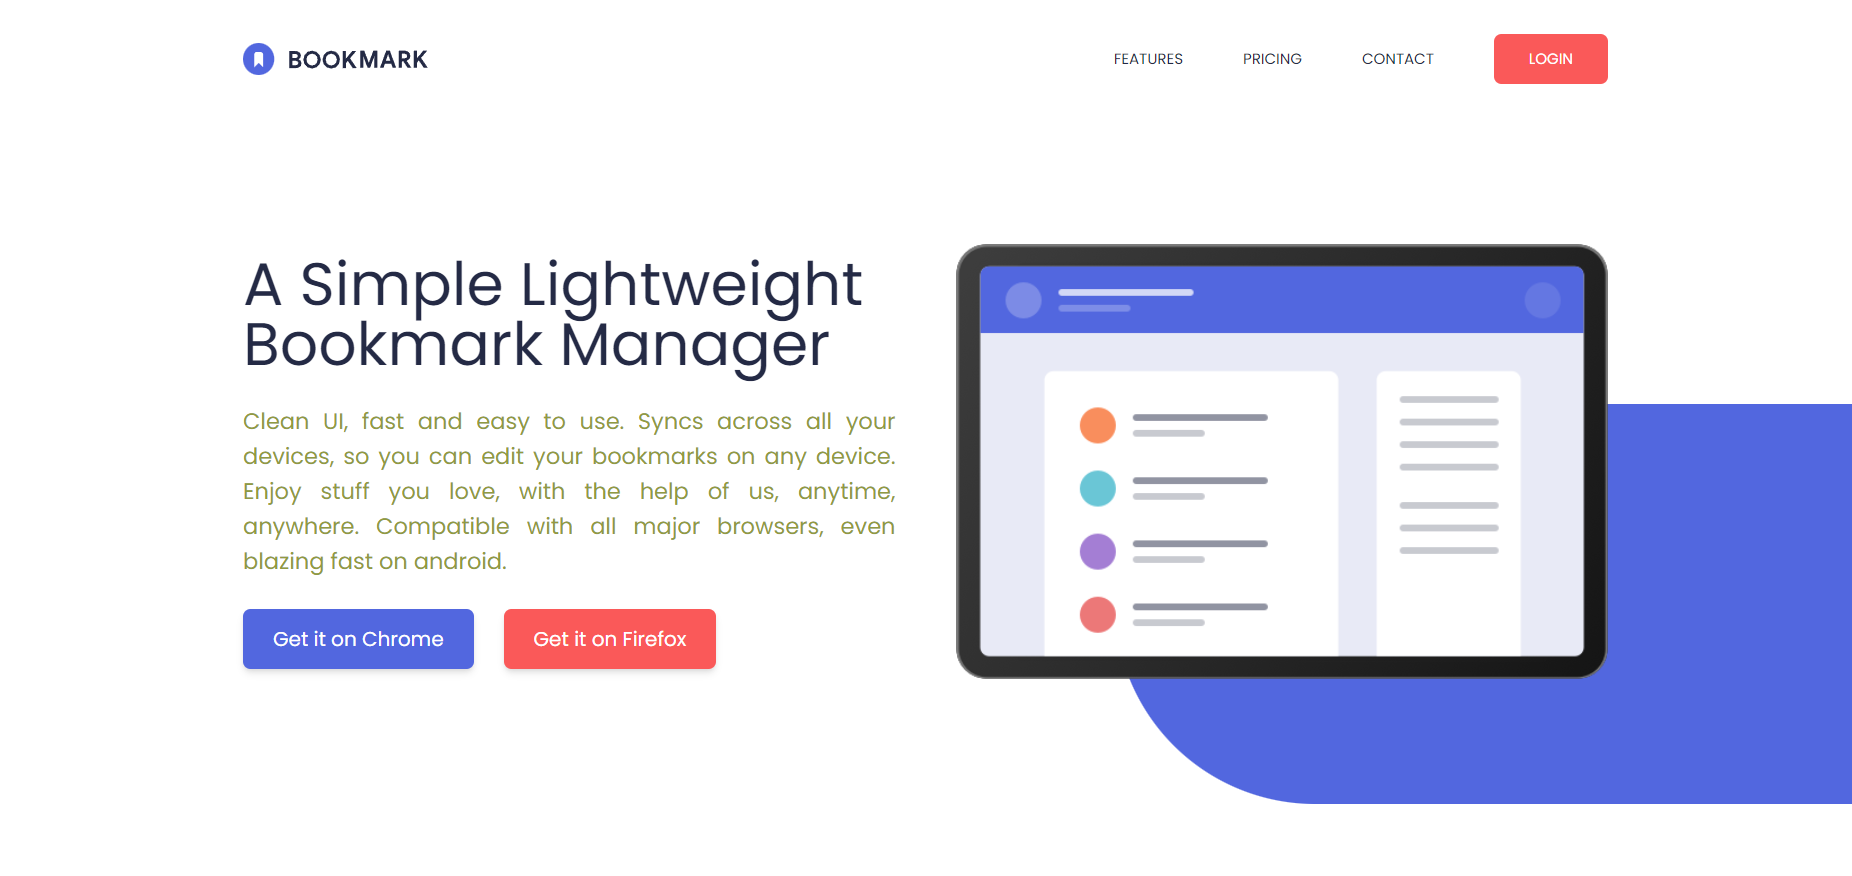 BOOKMARK
FEATURES
PRICING
CONTACT
LOGIN
A Simple Lightweight
Bookmark Manager
Clean UI, fast and easy to use. Syncs across all your
devices, so you can edit your bookmarks on any device.
Enjoy stuff you love, with the help of us, anytime,
anywhere. Compatible with all major browsers, even
blazing fast on android.
Get it on Chrome
Get it on Firefox